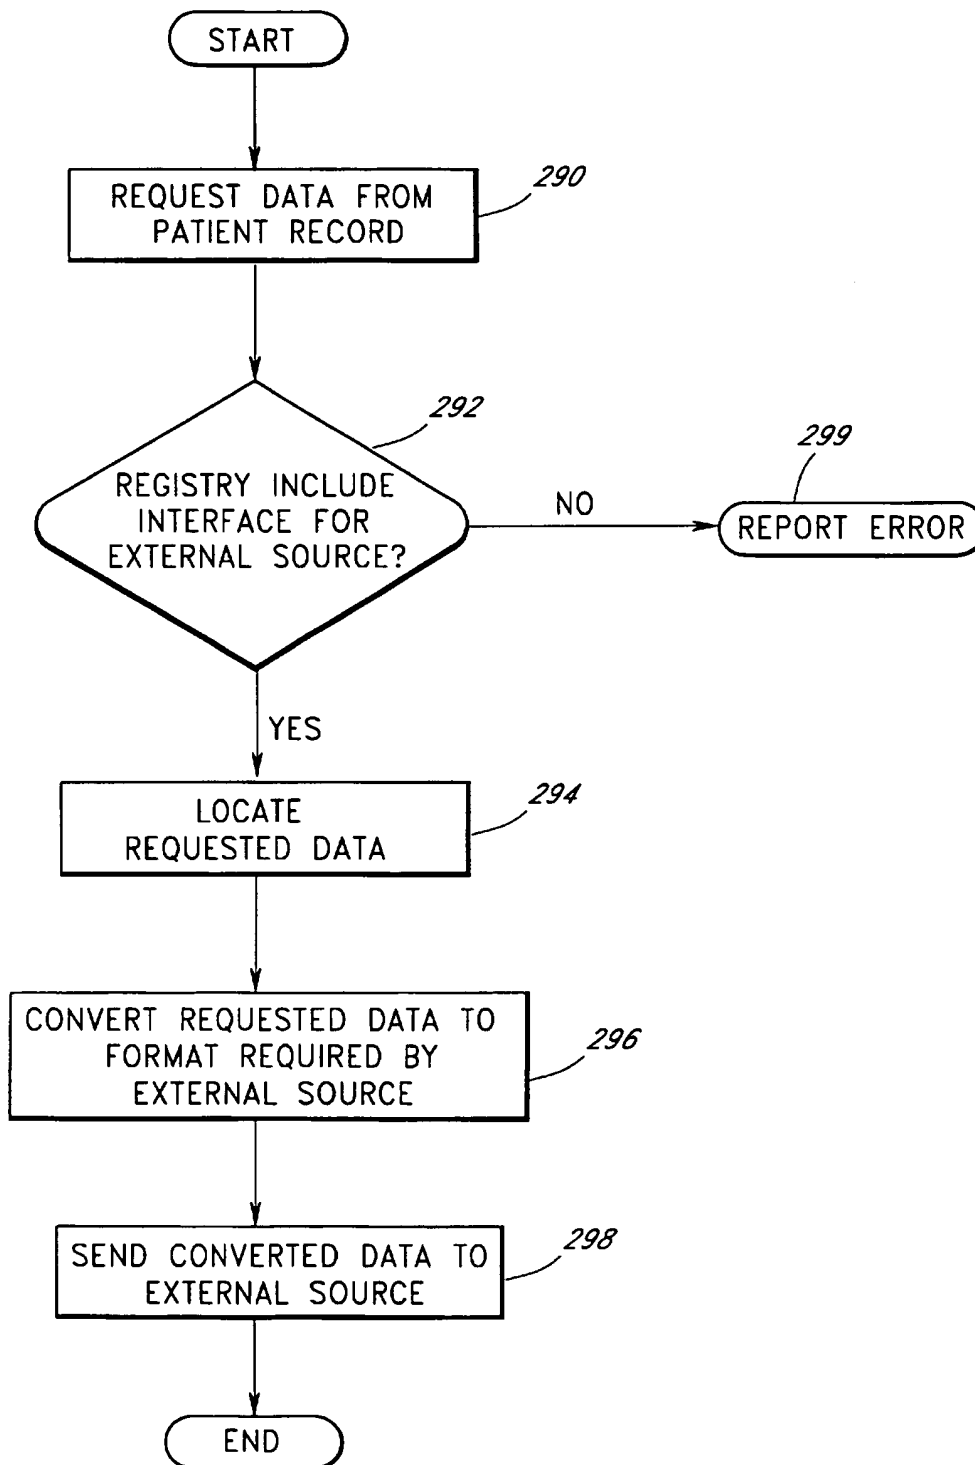 START
REQUEST DATA FROM
PATIENT RECORD
290
292
REGISTRY INCLUDE
INTERFACE FOR
EXTERNAL SOURCE?
NO
299
REPORT ERROR
YES
LOCATE
REQUESTED DATA
294
CONVERT REQUESTED DATA TO
FORMAT REQUIRED BY
EXTERNAL SOURCE
296
SEND CONVERTED DATA TO
EXTERNAL SOURCE
298
END